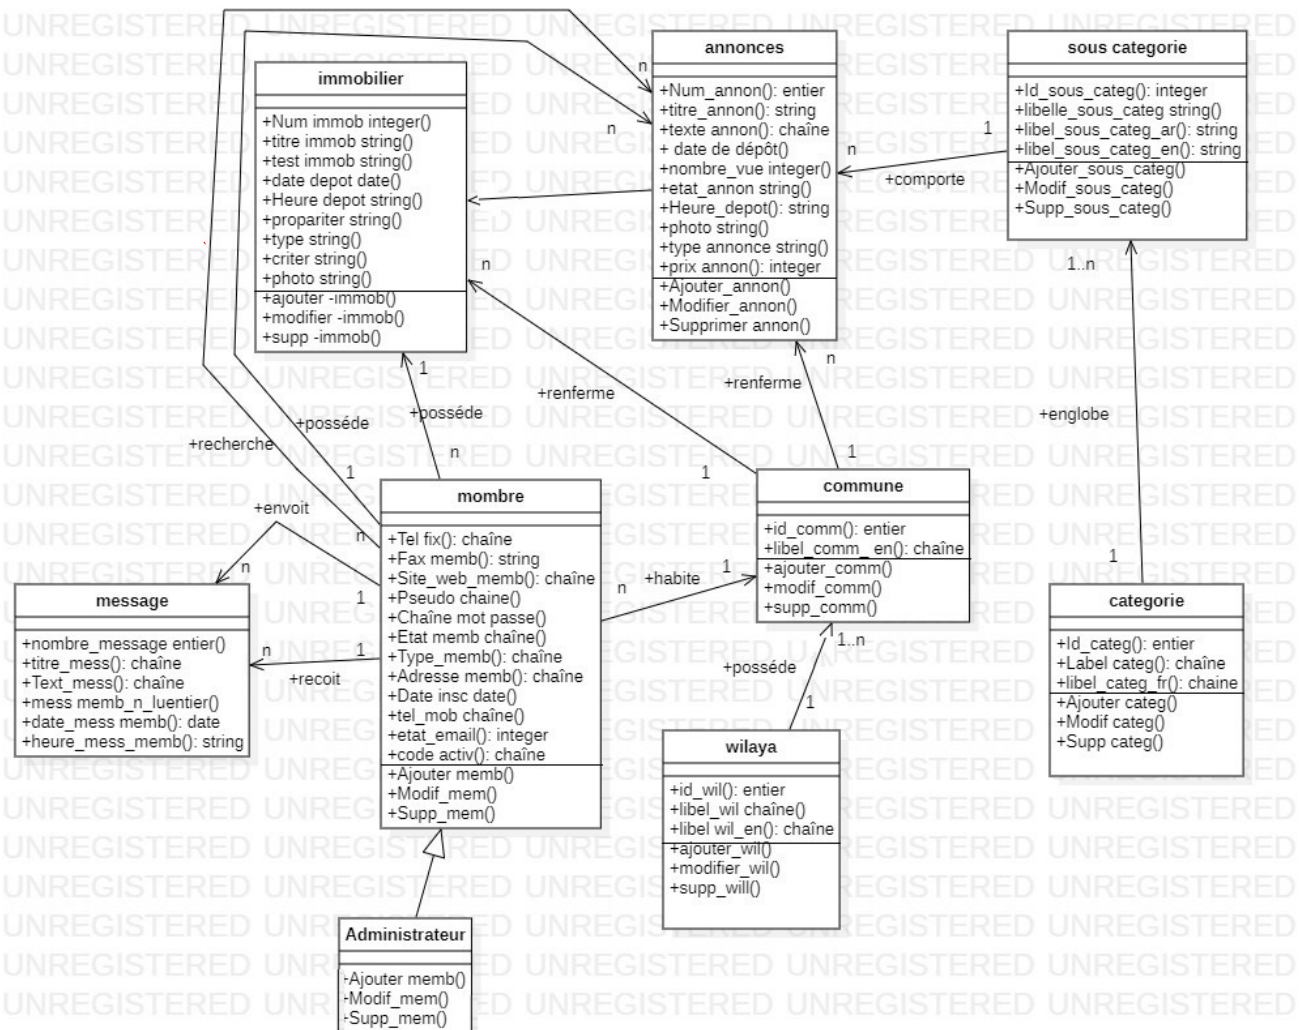 UNREGISTERED
immobilier
+Num immob integer()
+titre immob string()
+test immob string()
+date depot date()
+Heure depot string()
+propariter string()
+type string()
+criter string()
+photo string()
+ajouter -immob()
+modifier -immob()
+supp -immob()
annonces
+Num_annon(): entier
+titre_annon(): string
+texte annon(): chaîne
+ date de dépôt()
+nombre_vue integer()
+etat_annon string()
+Heure_depot(): string
+photo string()
+type annonce string()
+prix annon(): integer
+Ajouter_annon()
+Modifier_annon()
+Supprimer annon()
sous categorie
+Id_sous_categ(): integer
+libelle_sous_categ string()
+libel_sous_categ_ar(): string
+libel_sous_categ_en(): string
+Ajouter_sous_categ()
+Modif_sous_categ()
+Supp_sous_categ()
n
n
1
n
+comporte
n
1..n
n
1
+renferme
+renferme
+posséde
+posséde
+recherche
+englobe
1
n
1
1
+envoit
n
n
1
n
+habite
1
n
1
+recoit
1
1..n
+posséde
1
mombre
+Tel fix(): chaîne
+Fax memb(): string
+Site_web_memb(): chaîne
+Pseudo chaine()
+Chaîne mot passe()
+Etat memb chaîne()
+Type_memb(): chaîne
+Adresse memb(): chaîne
+Date insc date()
+tel_mob chaîne()
+etat_email(): integer
+code activ(): chaîne
+Ajouter memb()
+Modif_mem()
+Supp_mem()
commune
+id_comm(): entier
+libel_comm_ en(): chaîne
+ajouter_comm()
+modif_comm()
+supp_comm()
message
+nombre_message entier()
+titre_mess(): chaîne
+Text_mess(): chaîne
+mess memb_n_luentier()
+date_mess memb(): date
+heure_mess_memb(): string
categorie
+Id_categ(): entier
+Label categ(): chaîne
+libel_categ_fr(): chaine
+Ajouter categ()
+Modif categ()
+Supp categ()
wilaya
+id_wil(): entier
+libel_wil chaîne()
+libel wil_en(): chaîne
+ajouter_wil()
+modifier_wil()
+supp_will()
Administrateur
+Ajouter memb()
+Modif_mem()
+Supp_mem()